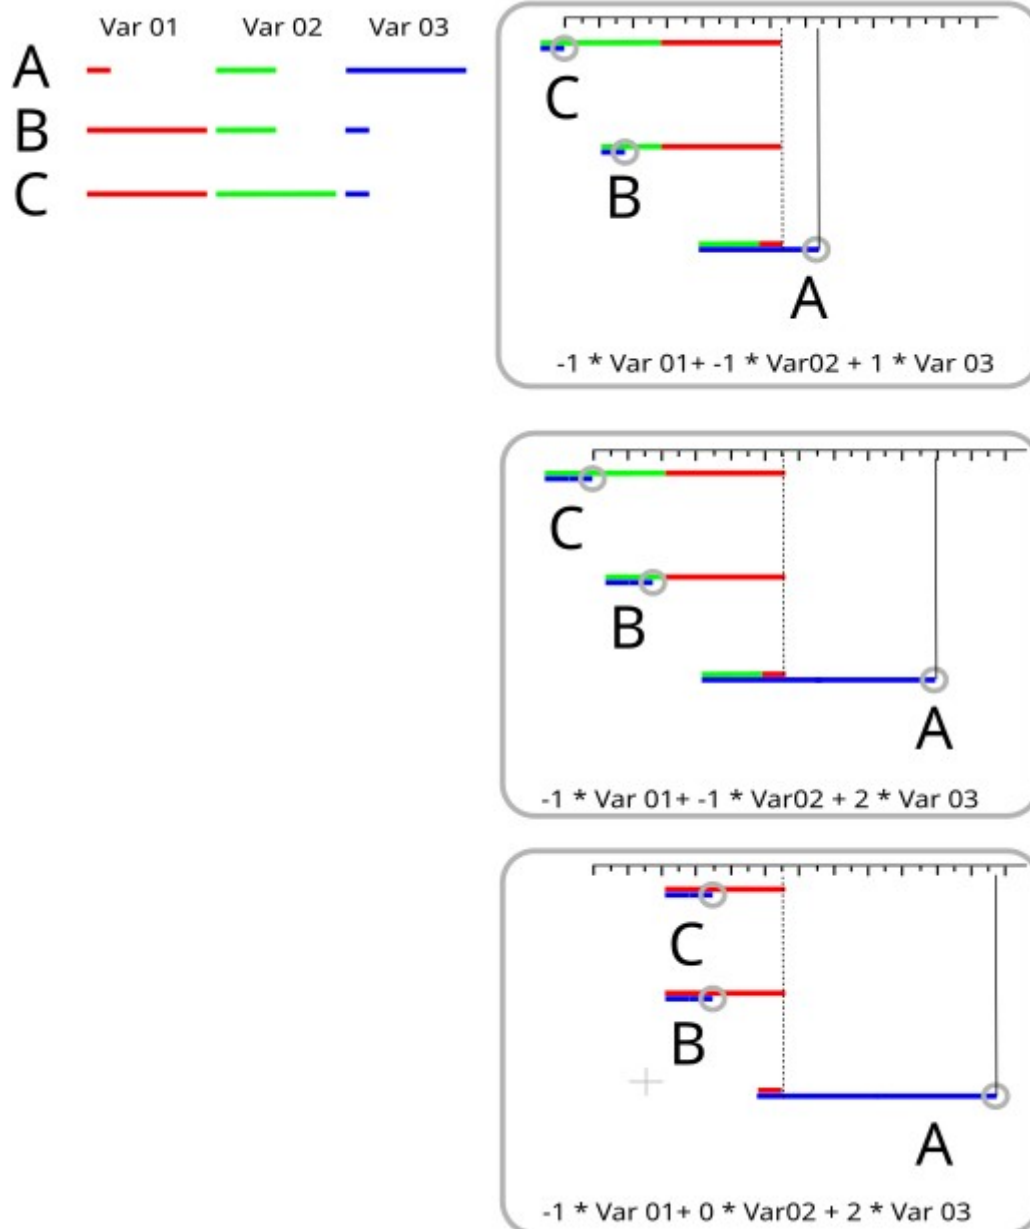 Var 01 Var 02 Var 03
A
B
C
C
B
A
-1 * Var 01+ -1 * Var02 + 1 * Var 03
C
B
A
-1 * Var 01+ -1 * Var02 + 2 * Var 03
C
B
A
-1 * Var 01+ 0 * Var02 + 2 * Var 03